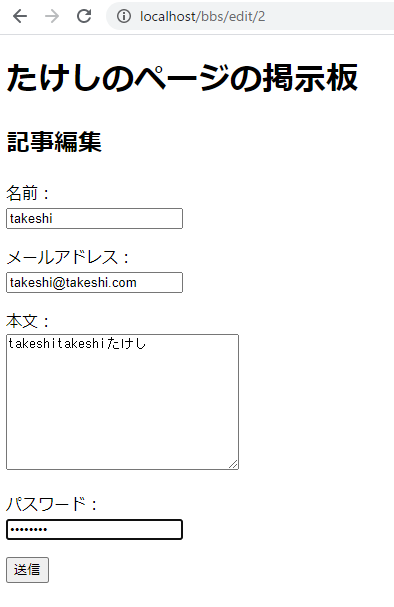 localhost/bbs/edit/2
たけしのページの掲示板
記事編集
名前：
takeshi
メールアドレス：
takeshi@takeshi.com
本文：
takeshitakeshiたけし
パスワード：
••••••••
送信